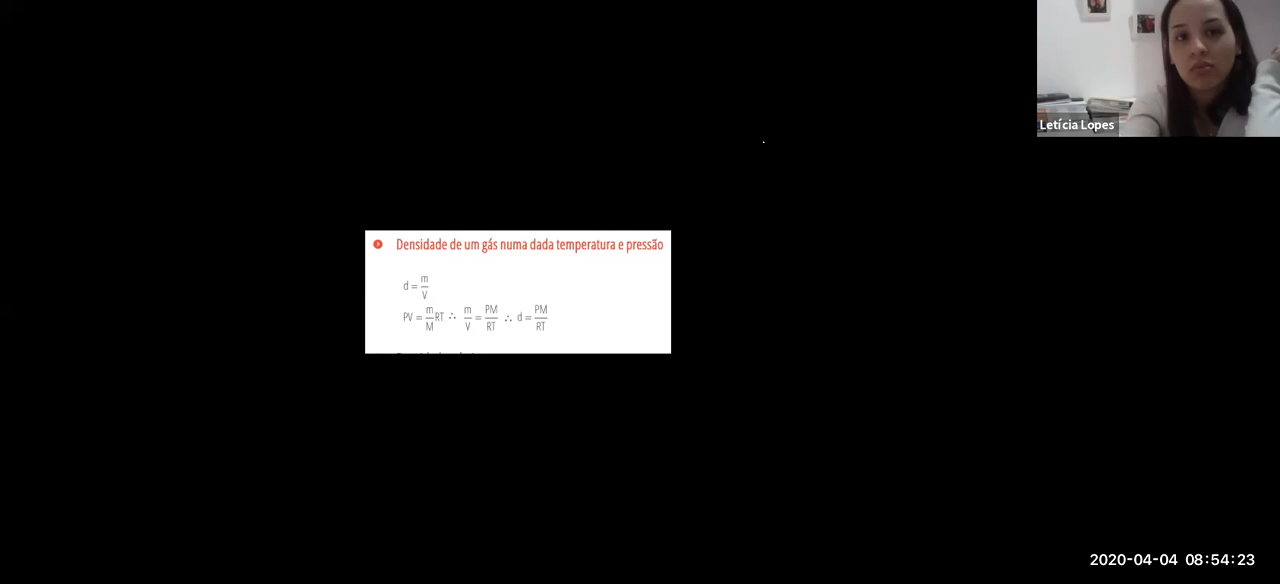 Letícia Lopes
Densidade de um gás numa dada temperatura e pressão
d = m/V
PV = m/M RT ∴ m/V = PM/RT ∴ d = PM/RT
2020-04-04 08:54:23